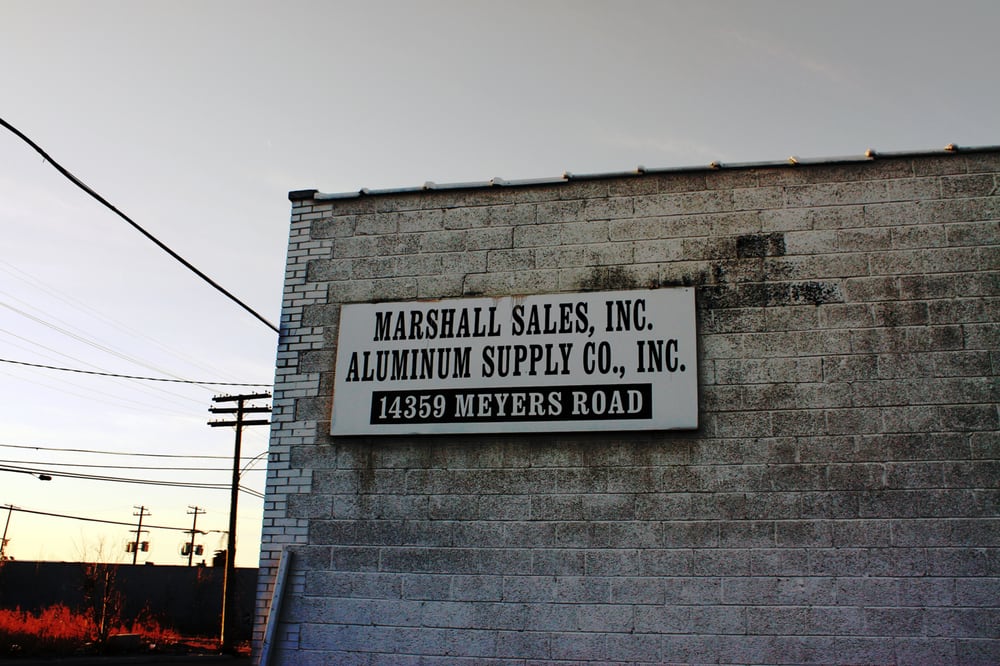 MARSHALL SALES, INC.
ALUMINUM SUPPLY CO., INC.
14359 MEYERS ROAD